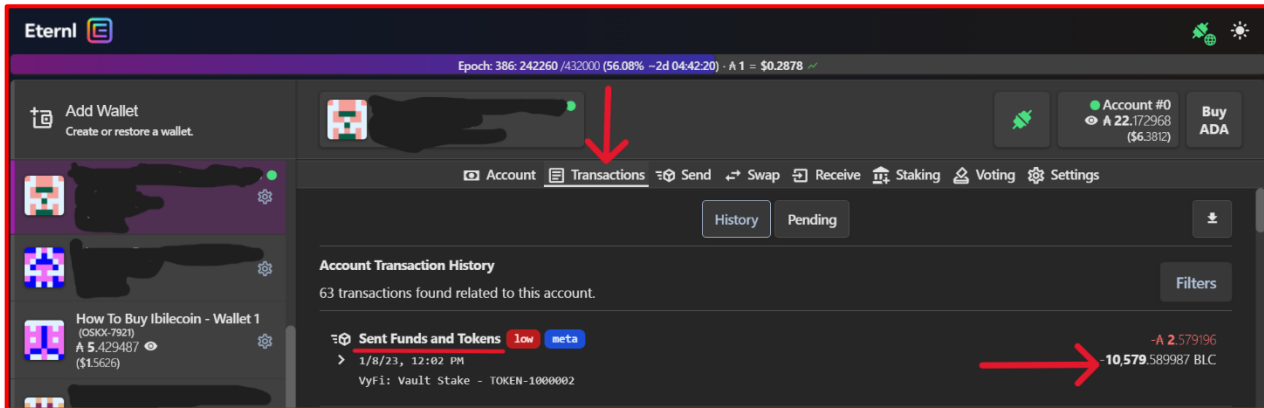 Eternl
Epoch: 386: 242260 /432000 (56.08% ~2d 04:42:20) · ₳ 1 = $0.2878
Add Wallet
Create or restore a wallet.
Account #0
₳ 22.172968
($6.3812)
Buy
ADA
Account Transactions Send Swap Receive Staking Voting Settings
History Pending
Account Transaction History
63 transactions found related to this account.
Filters
How To Buy Ibilecoin - Wallet 1
(OSKX-7921)
₳ 5.429487
($1.5626)
Sent Funds and Tokens low meta
-₳ 2.579196
1/8/23, 12:02 PM
-10,579.589987 BLC
VyFi: Vault Stake - TOKEN-1000002